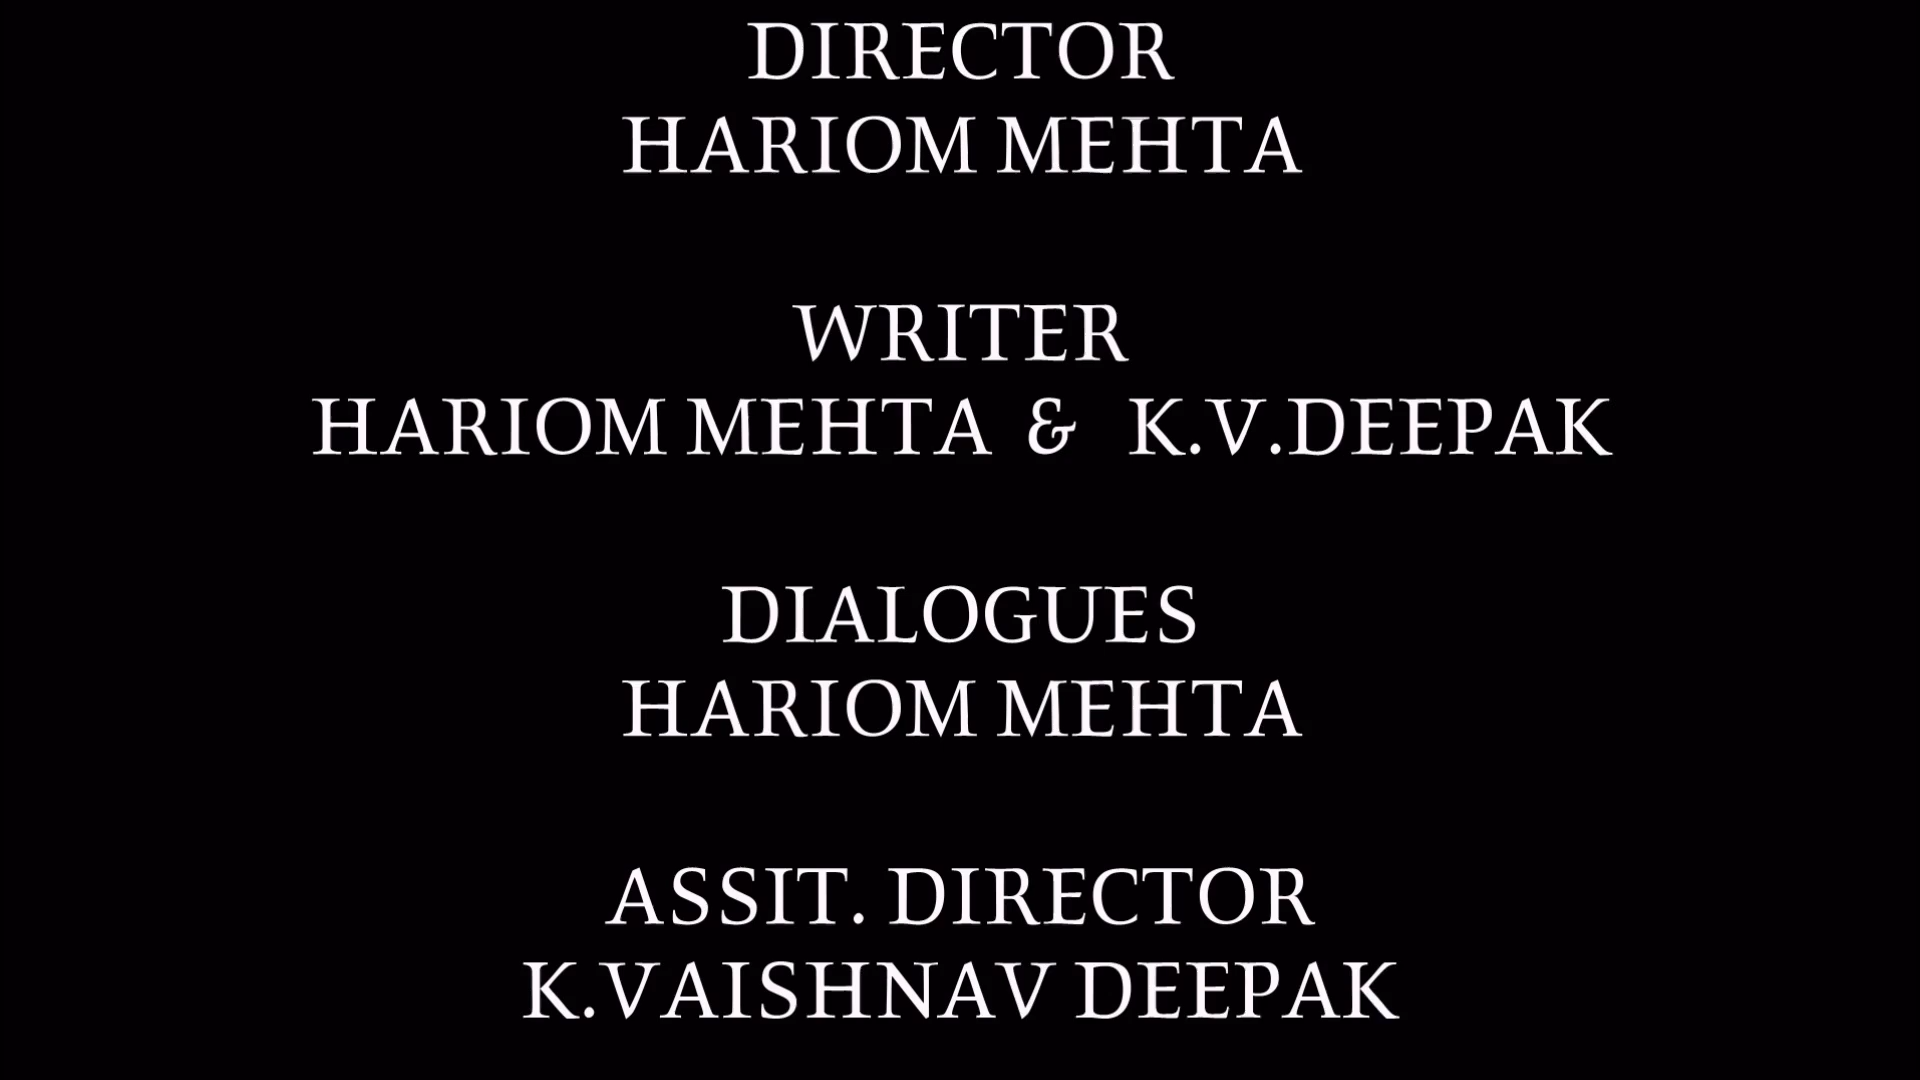 DIRECTOR
HARIOM MEHTA
WRITER
HARIOM MEHTA & K.V.DEEPAK
DIALOGUES
HARIOM MEHTA
ASSIT. DIRECTOR
K.VAISHNAV DEEPAK